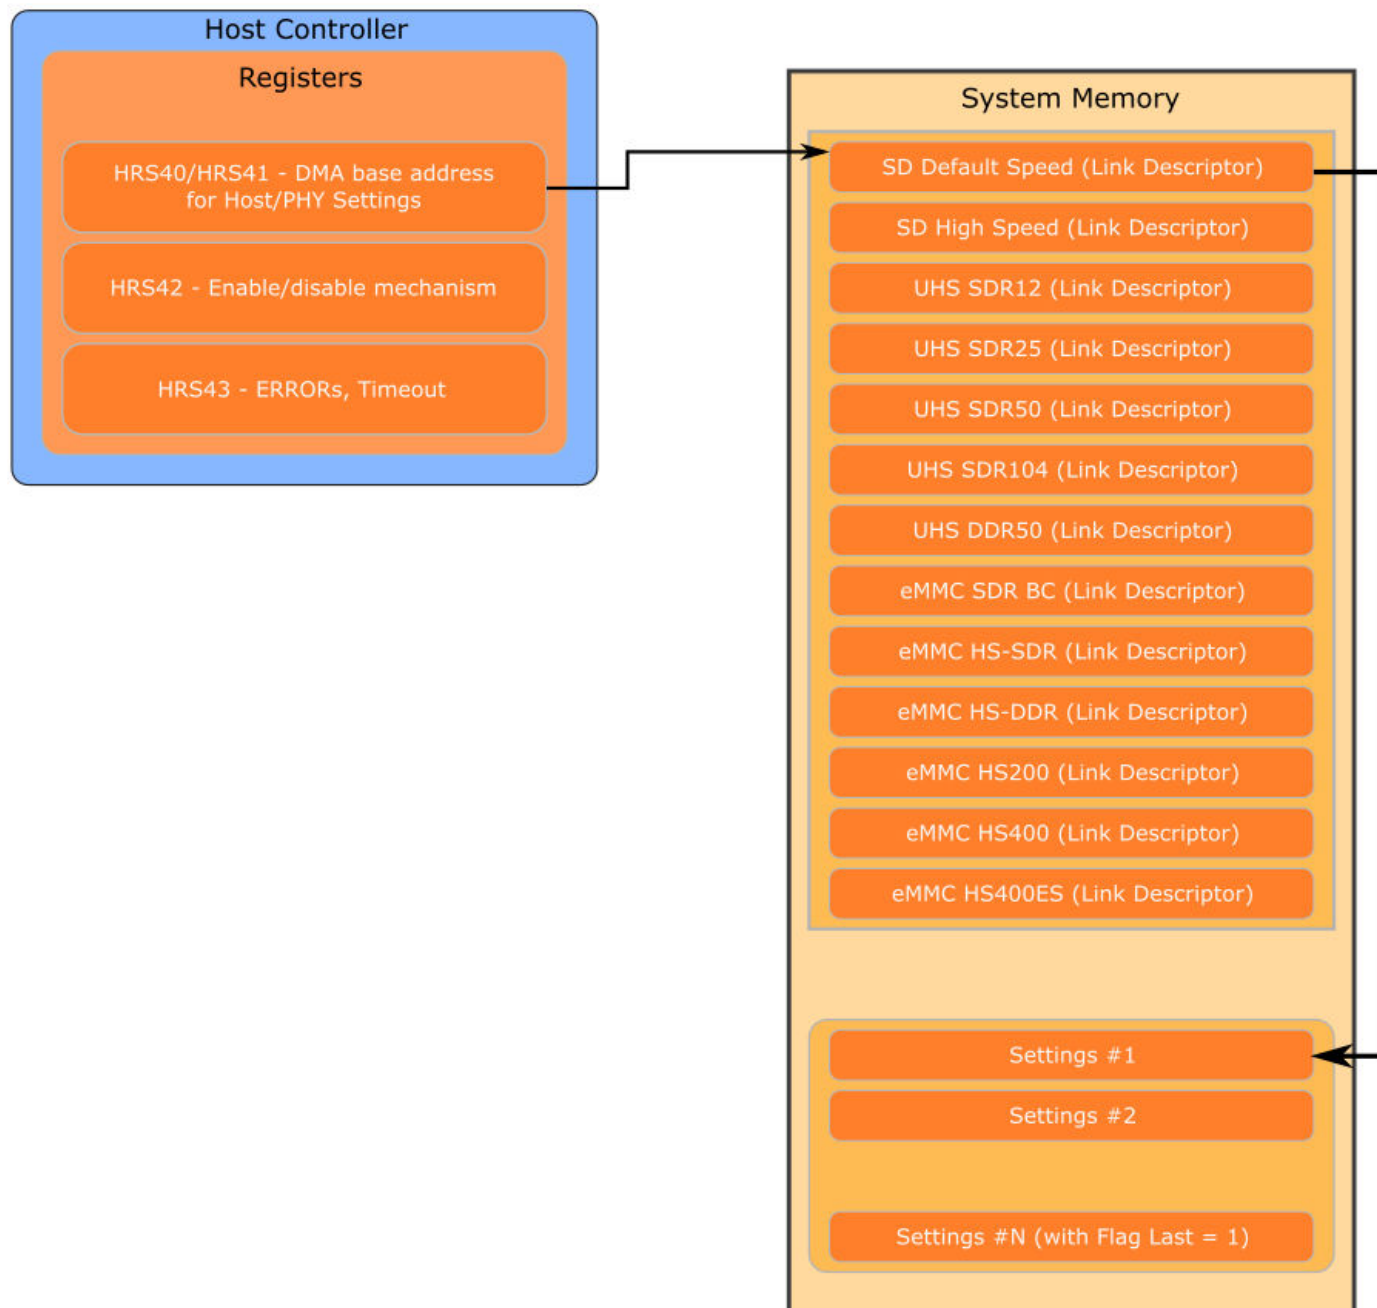 Host Controller
Registers
HRS40/HRS41 - DMA base address
for Host/PHY Settings
HRS42 - Enable/disable mechanism
HRS43 - ERRORs, Timeout
System Memory
SD Default Speed (Link Descriptor)
SD High Speed (Link Descriptor)
UHS SDR12 (Link Descriptor)
UHS SDR25 (Link Descriptor)
UHS SDR50 (Link Descriptor)
UHS SDR104 (Link Descriptor)
UHS DDR50 (Link Descriptor)
eMMC SDR BC (Link Descriptor)
eMMC HS-SDR (Link Descriptor)
eMMC HS-DDR (Link Descriptor)
eMMC HS200 (Link Descriptor)
eMMC HS400 (Link Descriptor)
eMMC HS400ES (Link Descriptor)
Settings #1
Settings #2
Settings #N (with Flag Last = 1)